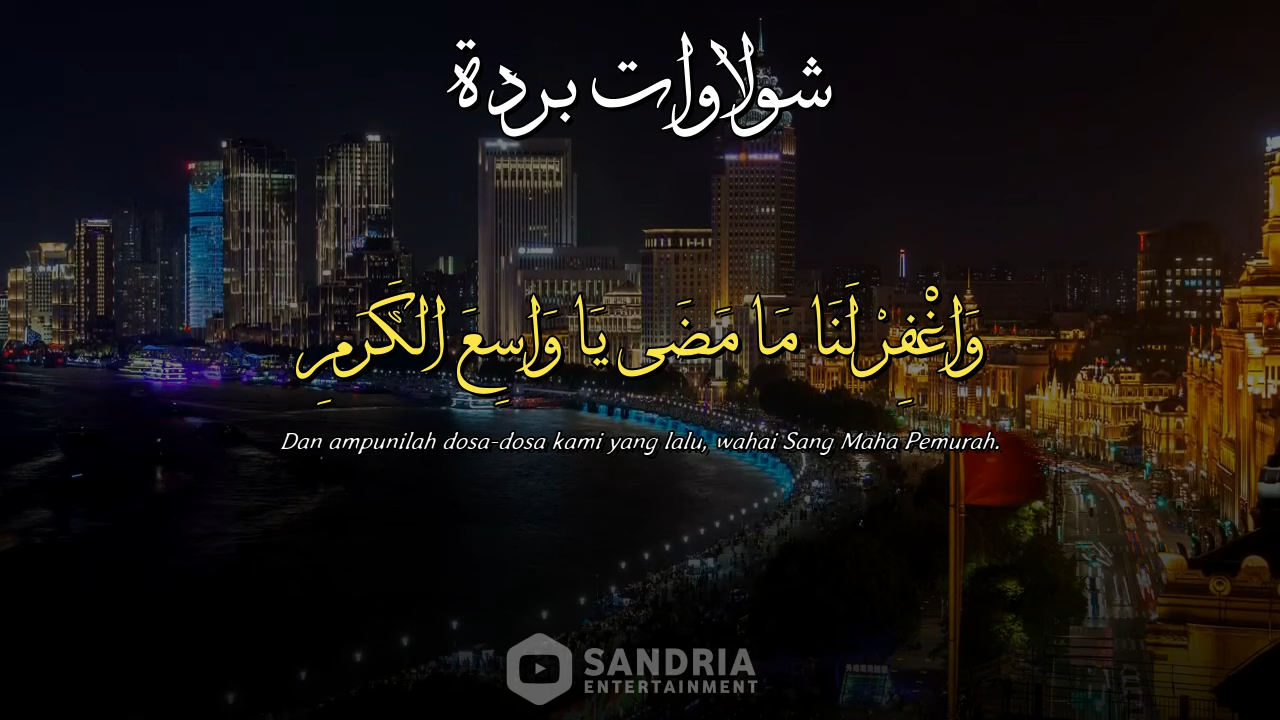 شولاوات بردة
وَاغْفِرْ لَنَا مَا مَضَى يَا وَاسِعَ الْكَرَمِ
Dan ampunilah dosa-dosa kami yang lalu, wahai Sang Maha Pemurah.
SANDRIA
ENTERTAINMENT